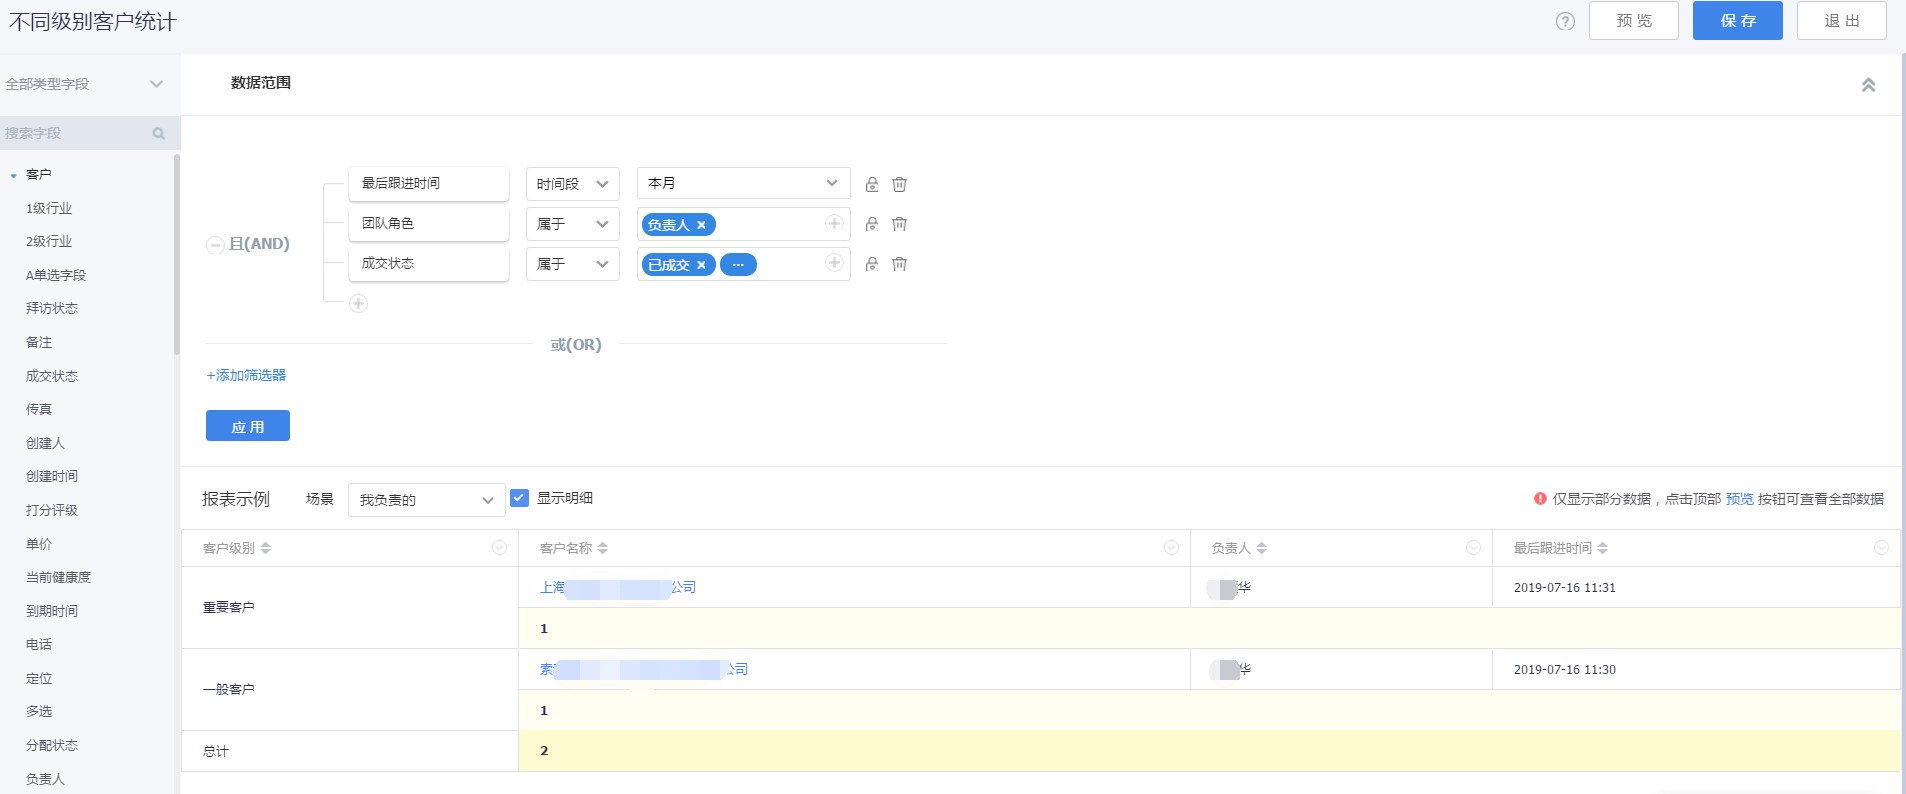 不同级别客户统计
预 览
保 存
退 出
全部类型字段
搜索字段
客户
1级行业
2级行业
A单选字段
拜访状态
备注
成交状态
传真
创建人
创建时间
打分评级
单价
当前健康度
到期时间
电话
定位
多选
分配状态
负责人
数据范围
且(AND)
最后跟进时间 时间段 本月
团队角色 属于 负责人 ×
成交状态 属于 已成交 × ···
或(OR)
+添加筛选器
应 用
报表示例 场景 我负责的 显示明细 仅显示部分数据，点击顶部 预览 按钮可查看全部数据
客户级别 客户名称 负责人 最后跟进时间
重要客户 上海 公司 华 2019-07-16 11:31
1
一般客户 索 公司 华 2019-07-16 11:30
1
总计 2